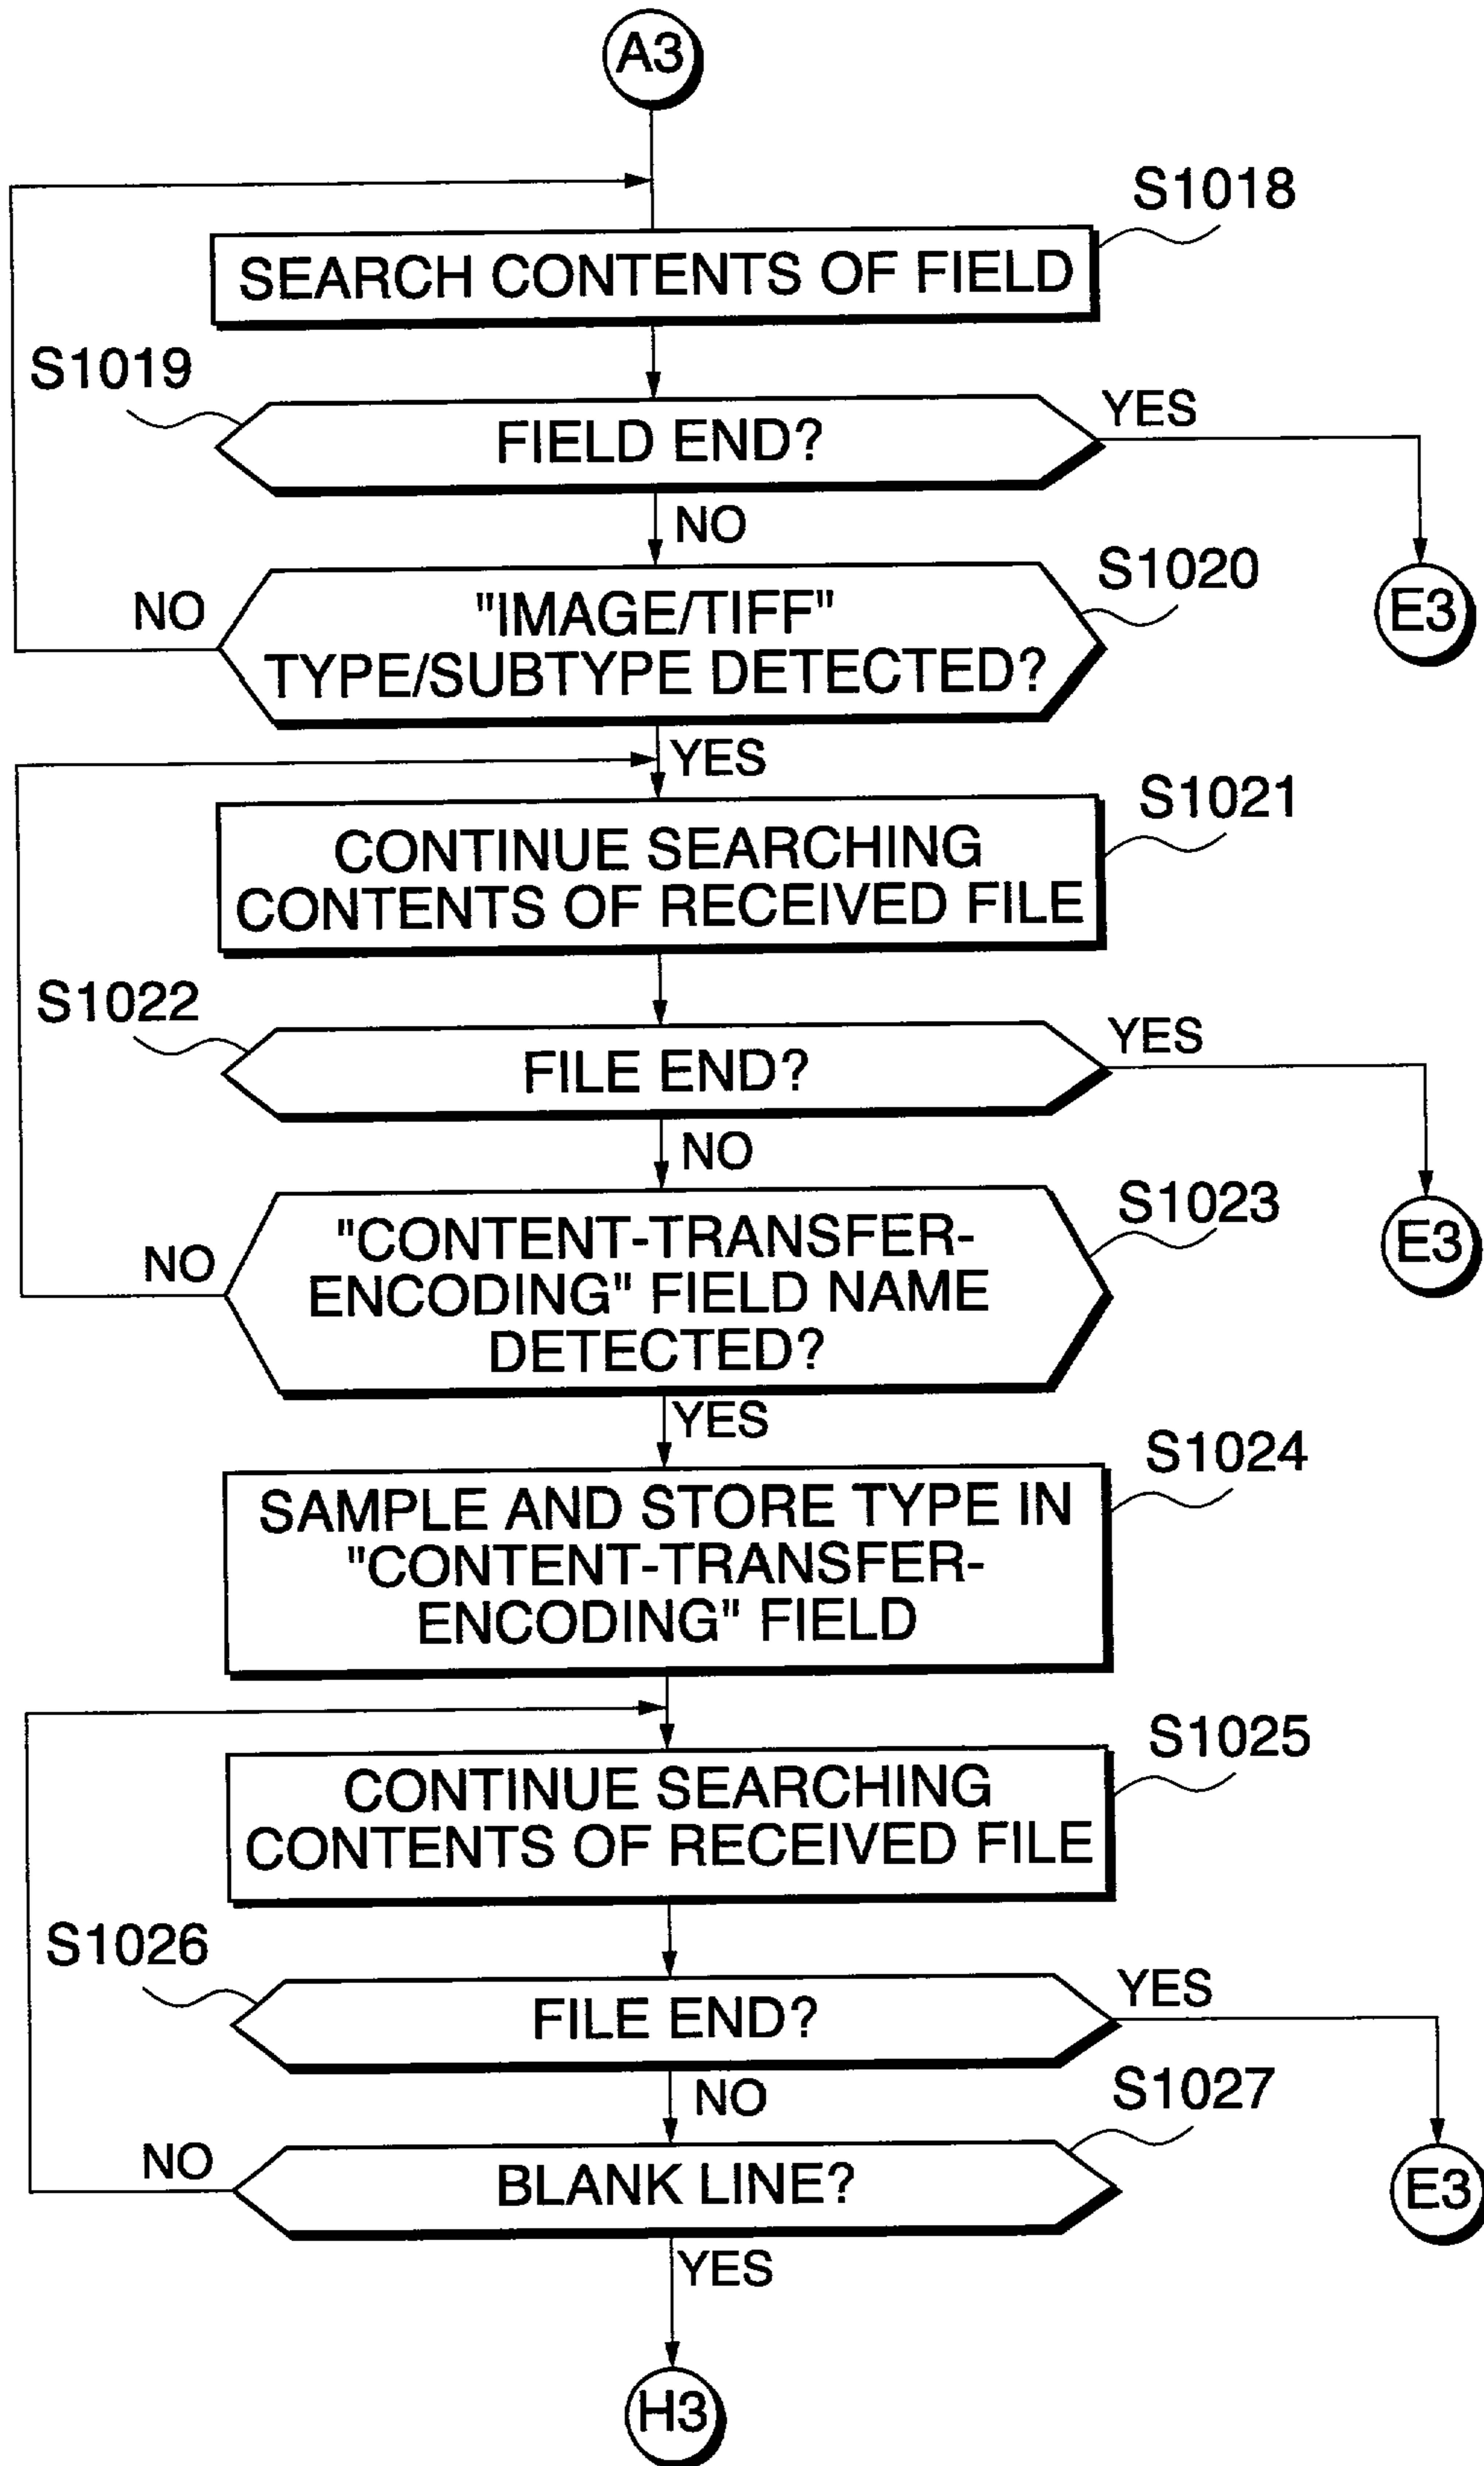 A3
S1018
SEARCH CONTENTS OF FIELD
S1019
FIELD END?
YES
NO
E3
S1020
"IMAGE/TIFF"
TYPE/SUBTYPE DETECTED?
NO
YES
S1021
CONTINUE SEARCHING
CONTENTS OF RECEIVED FILE
S1022
FILE END?
YES
NO
E3
S1023
"CONTENT-TRANSFER-
ENCODING" FIELD NAME
DETECTED?
NO
YES
S1024
SAMPLE AND STORE TYPE IN
"CONTENT-TRANSFER-
ENCODING" FIELD
S1025
CONTINUE SEARCHING
CONTENTS OF RECEIVED FILE
S1026
FILE END?
YES
NO
E3
S1027
BLANK LINE?
NO
YES
H3